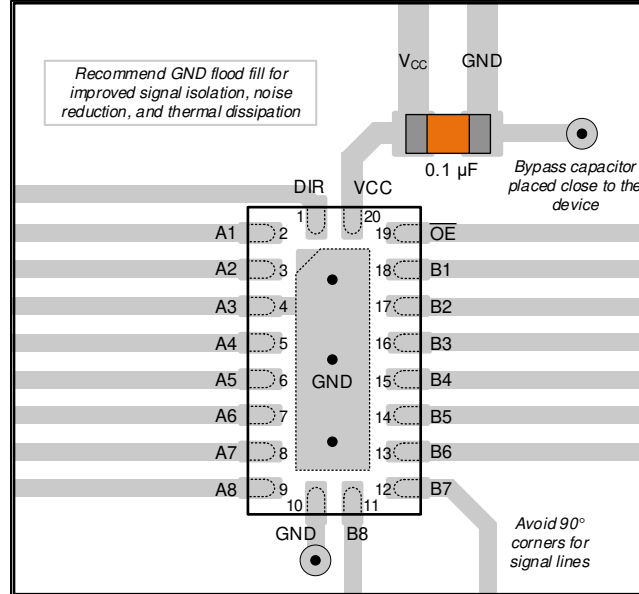 V_CC GND
Recommend GND flood fill for
improved signal isolation, noise
reduction, and thermal dissipation
0.1 µF
Bypass capacitor
placed close to the
device
DIR VCC
1 20
A1 2 19 O̅E̅
A2 3 18 B1
A3 4 17 B2
A4 5 16 B3
A5 6 GND 15 B4
A6 7 14 B5
A7 8 13 B6
A8 9 12 B7
10 11
GND B8
Avoid 90°
corners for
signal lines